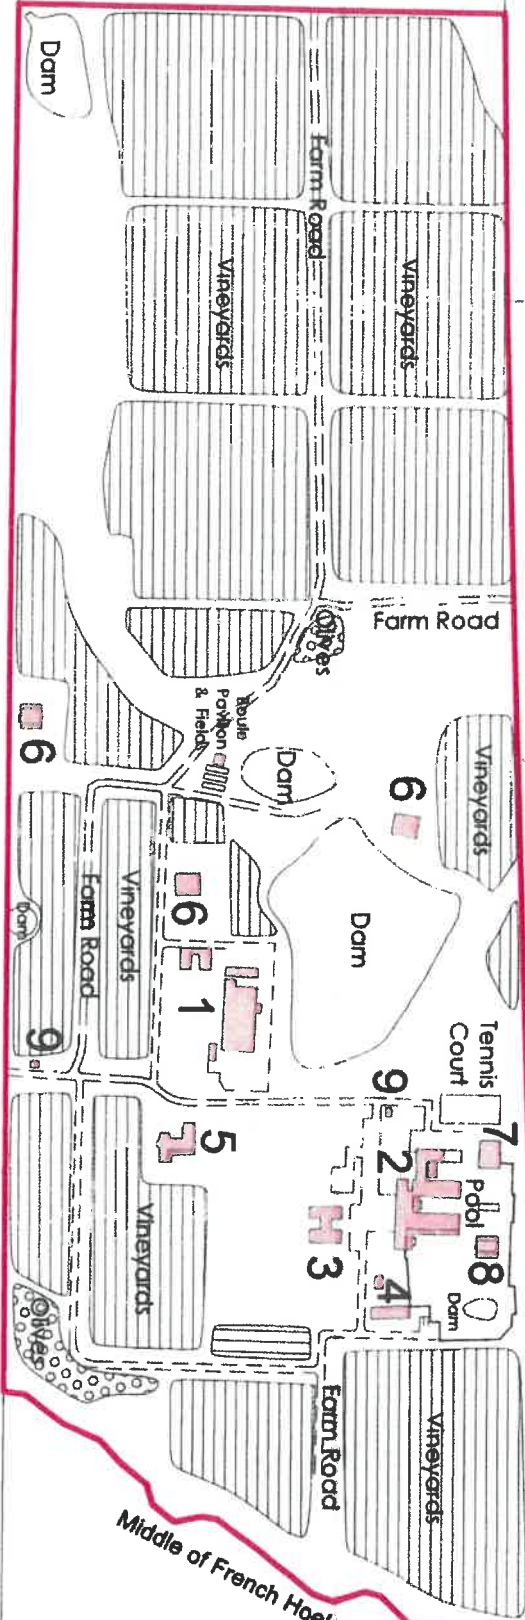 Dam
Farm Road
Vineyards
Vineyards
Farm Road
Olives
Boule
Pavilion
& Field
Dam
6
6
Vineyards
Vineyards
Farm Road
Dam
6
1
Dam
9
Tennis
Court
9
7
2
Pool
5
3
8
4
Dam
Vineyards
Olives
Farm Road
Vineyards
Middle of French